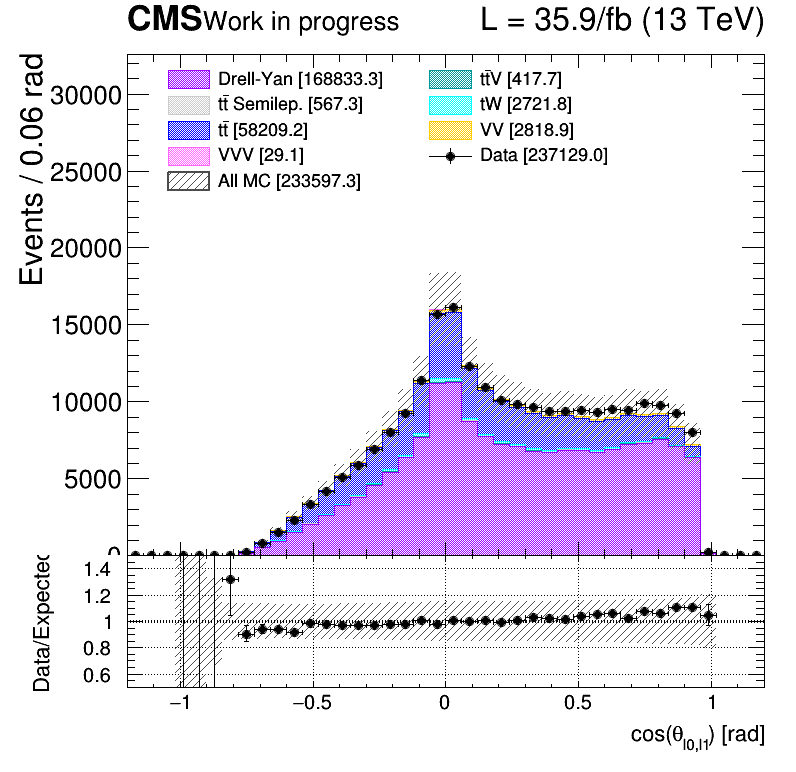 CMS Work in progress L = 35.9/fb (13 TeV)
Events / 0.06 rad
30000
25000
20000
15000
10000
5000
0
Drell-Yan [168833.3]
tt̄ Semilep. [567.3]
tt̄ [58209.2]
VVV [29.1]
All MC [233597.3]
tt̄V [417.7]
tW [2721.8]
VV [2818.9]
Data [237129.0]
Data/Expected
1.4
1.2
1
0.8
0.6
−1 −0.5 0 0.5 1
cos(θl0,l1) [rad]